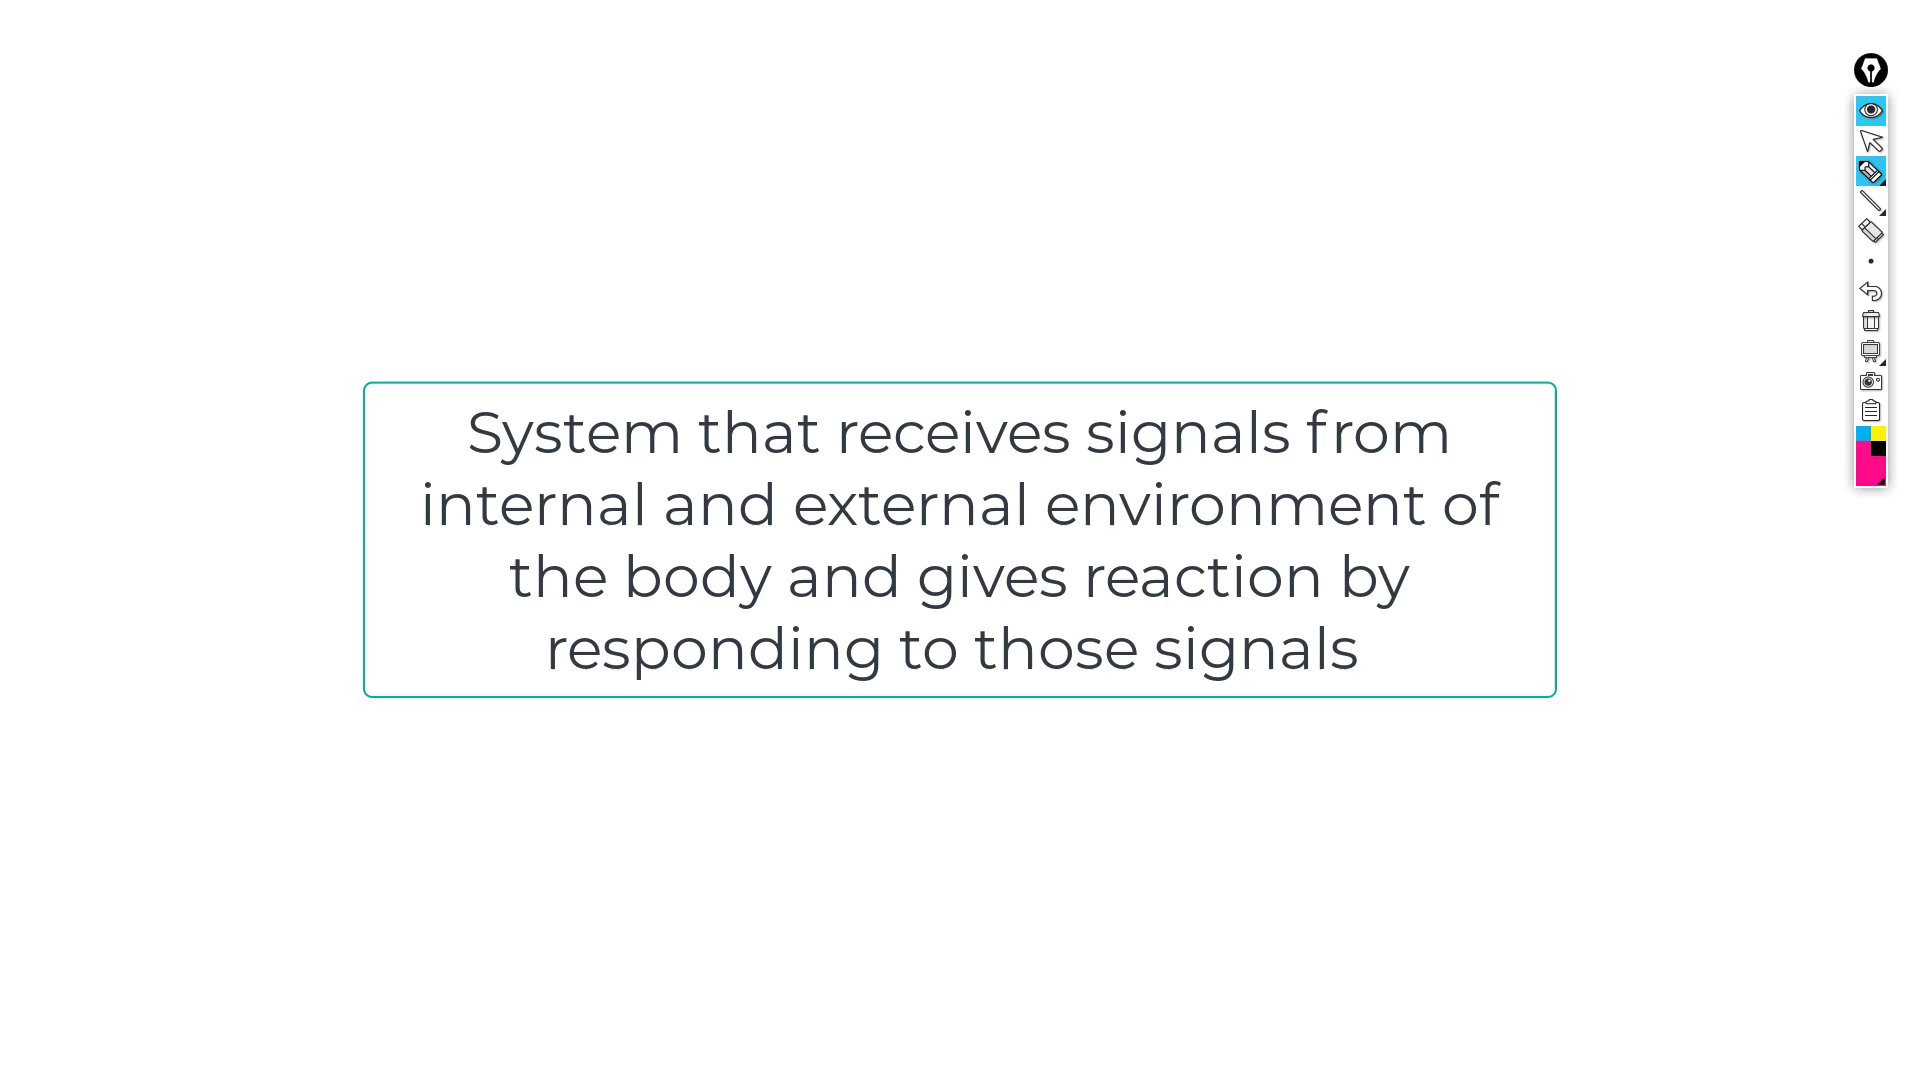 System that receives signals from
internal and external environment of
the body and gives reaction by
responding to those signals